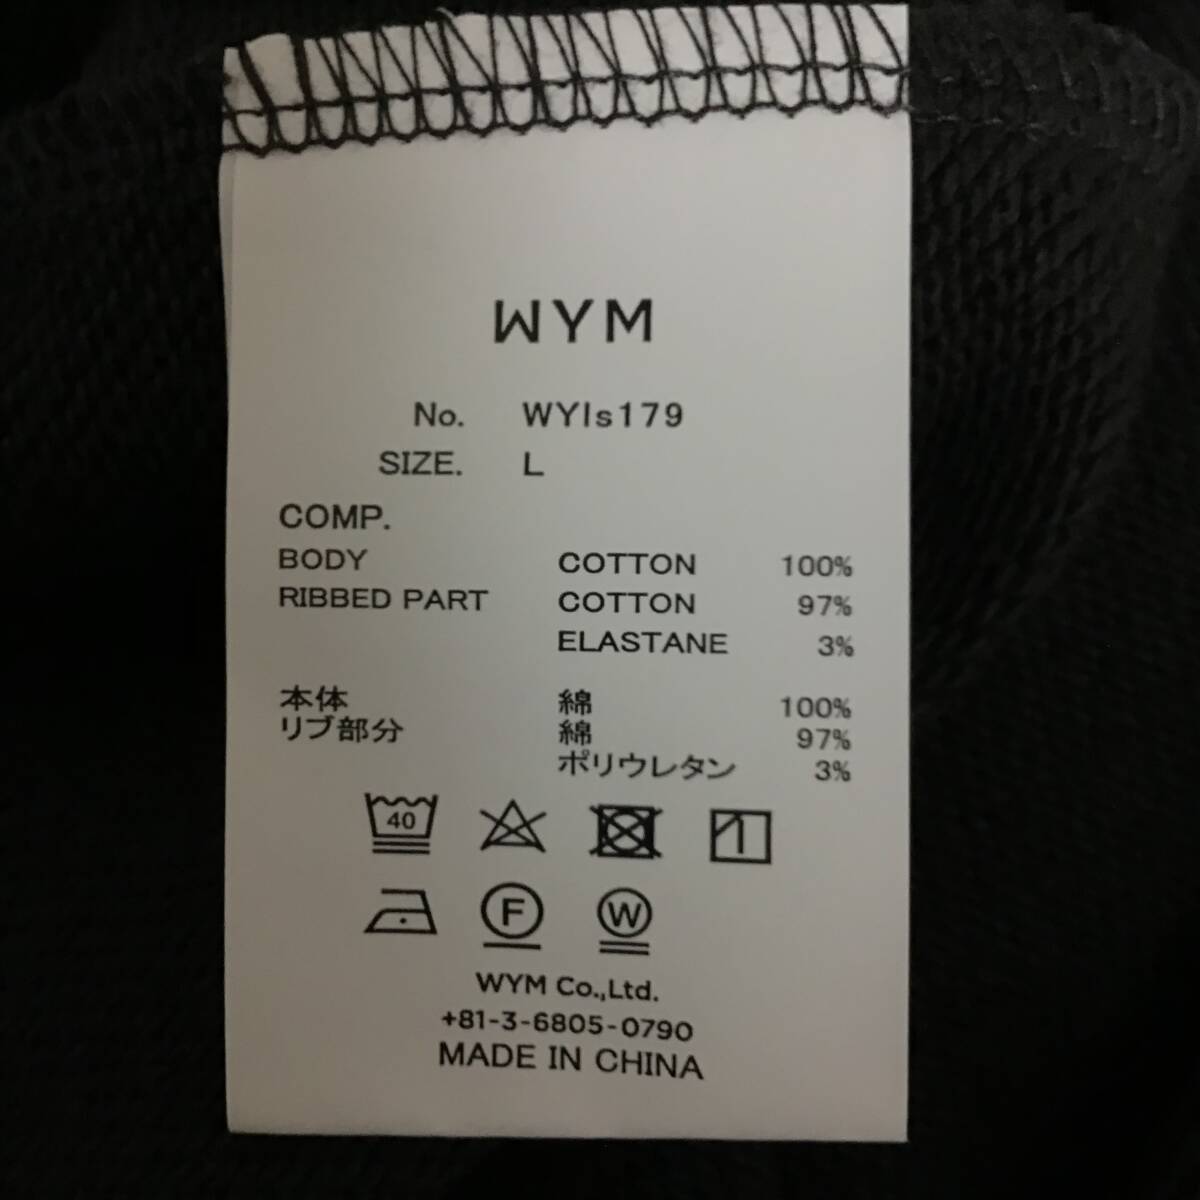 WYM
No. WYls179
SIZE. L
COMP.
BODY COTTON 100%
RIBBED PART COTTON 97%
ELASTANE 3%
本体 綿 100%
リブ部分 綿 97%
ポリウレタン 3%
40
F W
WYM Co.,Ltd.
+81-3-6805-0790
MADE IN CHINA